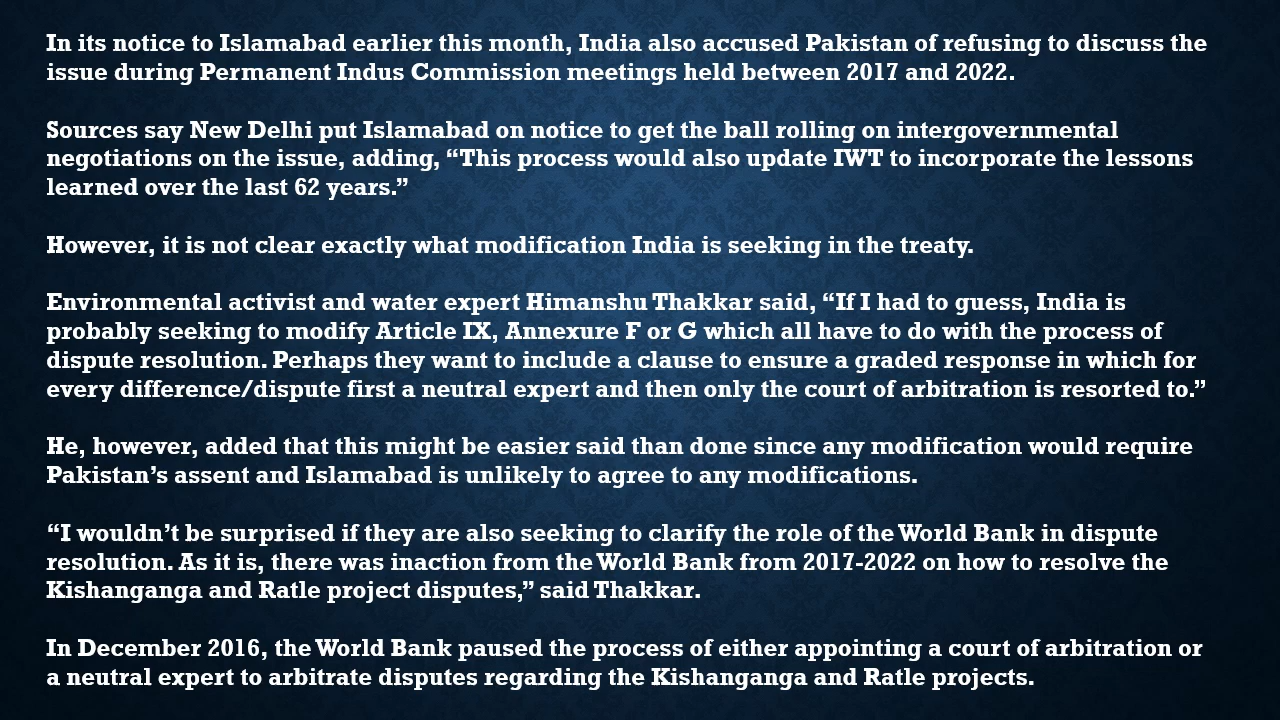 In its notice to Islamabad earlier this month, India also accused Pakistan of refusing to discuss the
issue during Permanent Indus Commission meetings held between 2017 and 2022.
Sources say New Delhi put Islamabad on notice to get the ball rolling on intergovernmental
negotiations on the issue, adding, “This process would also update IWT to incorporate the lessons
learned over the last 62 years.”
However, it is not clear exactly what modification India is seeking in the treaty.
Environmental activist and water expert Himanshu Thakkar said, “If I had to guess, India is
probably seeking to modify Article IX, Annexure F or G which all have to do with the process of
dispute resolution. Perhaps they want to include a clause to ensure a graded response in which for
every difference/dispute first a neutral expert and then only the court of arbitration is resorted to.”
He, however, added that this might be easier said than done since any modification would require
Pakistan’s assent and Islamabad is unlikely to agree to any modifications.
“I wouldn’t be surprised if they are also seeking to clarify the role of the World Bank in dispute
resolution. As it is, there was inaction from the World Bank from 2017-2022 on how to resolve the
Kishanganga and Ratle project disputes,” said Thakkar.
In December 2016, the World Bank paused the process of either appointing a court of arbitration or
a neutral expert to arbitrate disputes regarding the Kishanganga and Ratle projects.